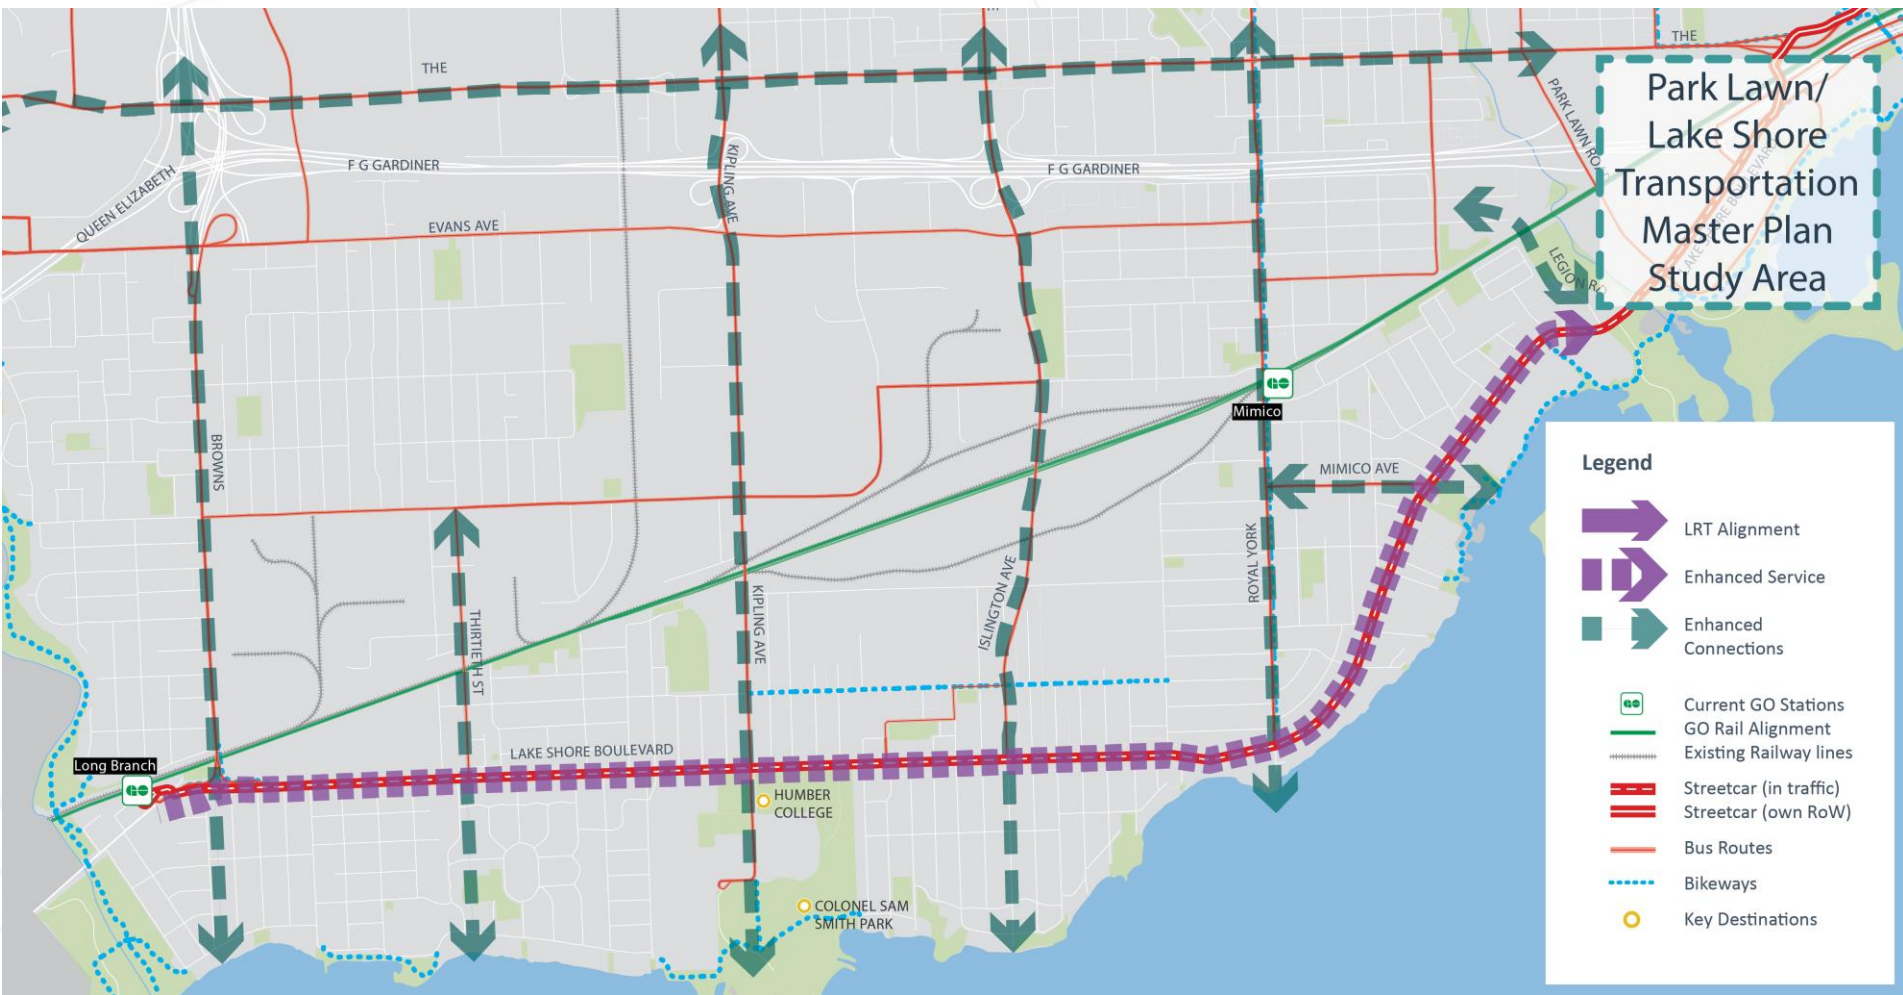 THE
THE
Park Lawn/
Lake Shore
Transportation
Master Plan
Study Area
PARK LAWN RO
QUEEN ELIZABETH
F G GARDINER
KIPLING AVE
F G GARDINER
EVANS AVE
LEGION RD
Mimico
BROWNS
MIMICO AVE
ROYAL YORK
THIRTIETH ST
KIPLING AVE
ISLINGTON AVE
LAKE SHORE BOULEVARD
Long Branch
HUMBER
COLLEGE
COLONEL SAM
SMITH PARK
Legend
LRT Alignment
Enhanced Service
Enhanced
Connections
Current GO Stations
GO Rail Alignment
Existing Railway lines
Streetcar (in traffic)
Streetcar (own RoW)
Bus Routes
Bikeways
Key Destinations